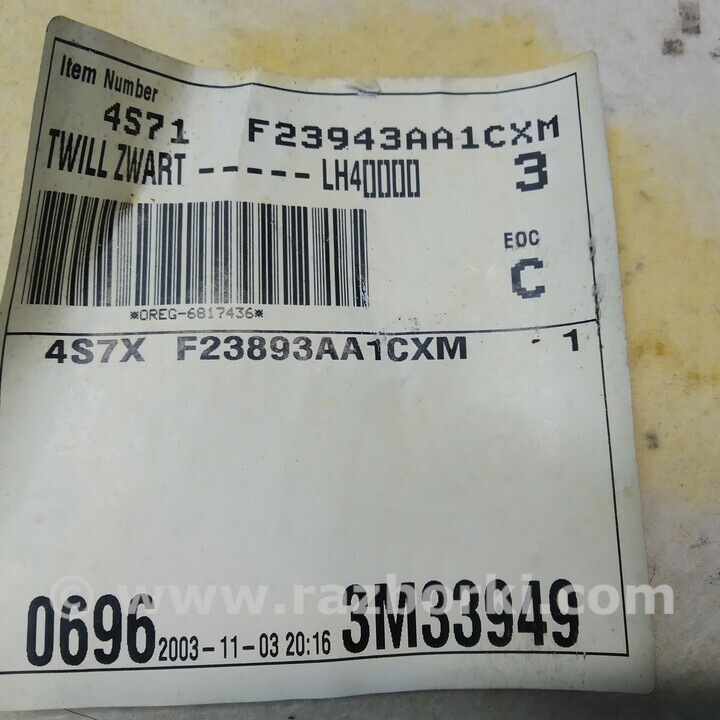 Item Number
4S71 F23943AA1CXM
TWILL ZWART ----- LH4▯▯▯▯ 3
EOC
C
*OREG-6817436*
4S7X F23893AA1CXM - 1
© www.razborki.com
0696 2003-11-03 20:16 3M33949